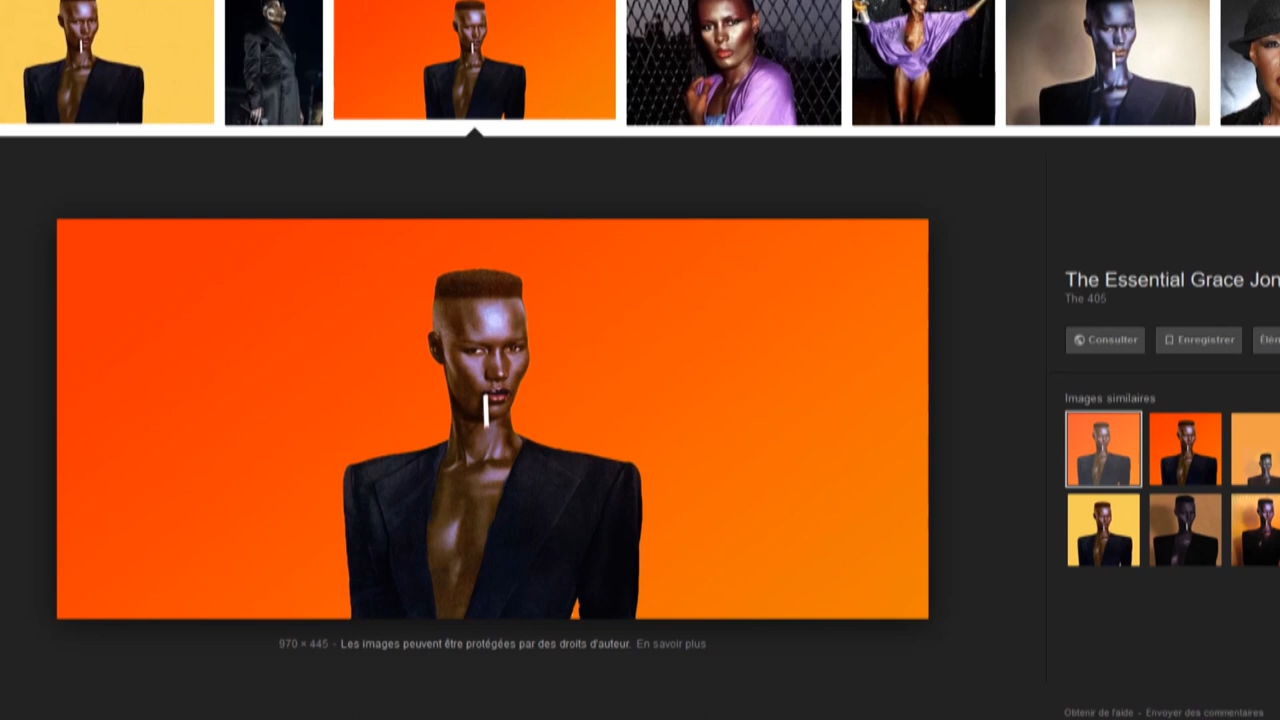 The Essential Grace Jon
The 405
Consulter
Enregistrer
Élén
Images similaires
970 × 445 - Les images peuvent être protégées par des droits d'auteur. En savoir plus
Obtenir de l'aide - Envoyer des commentaires